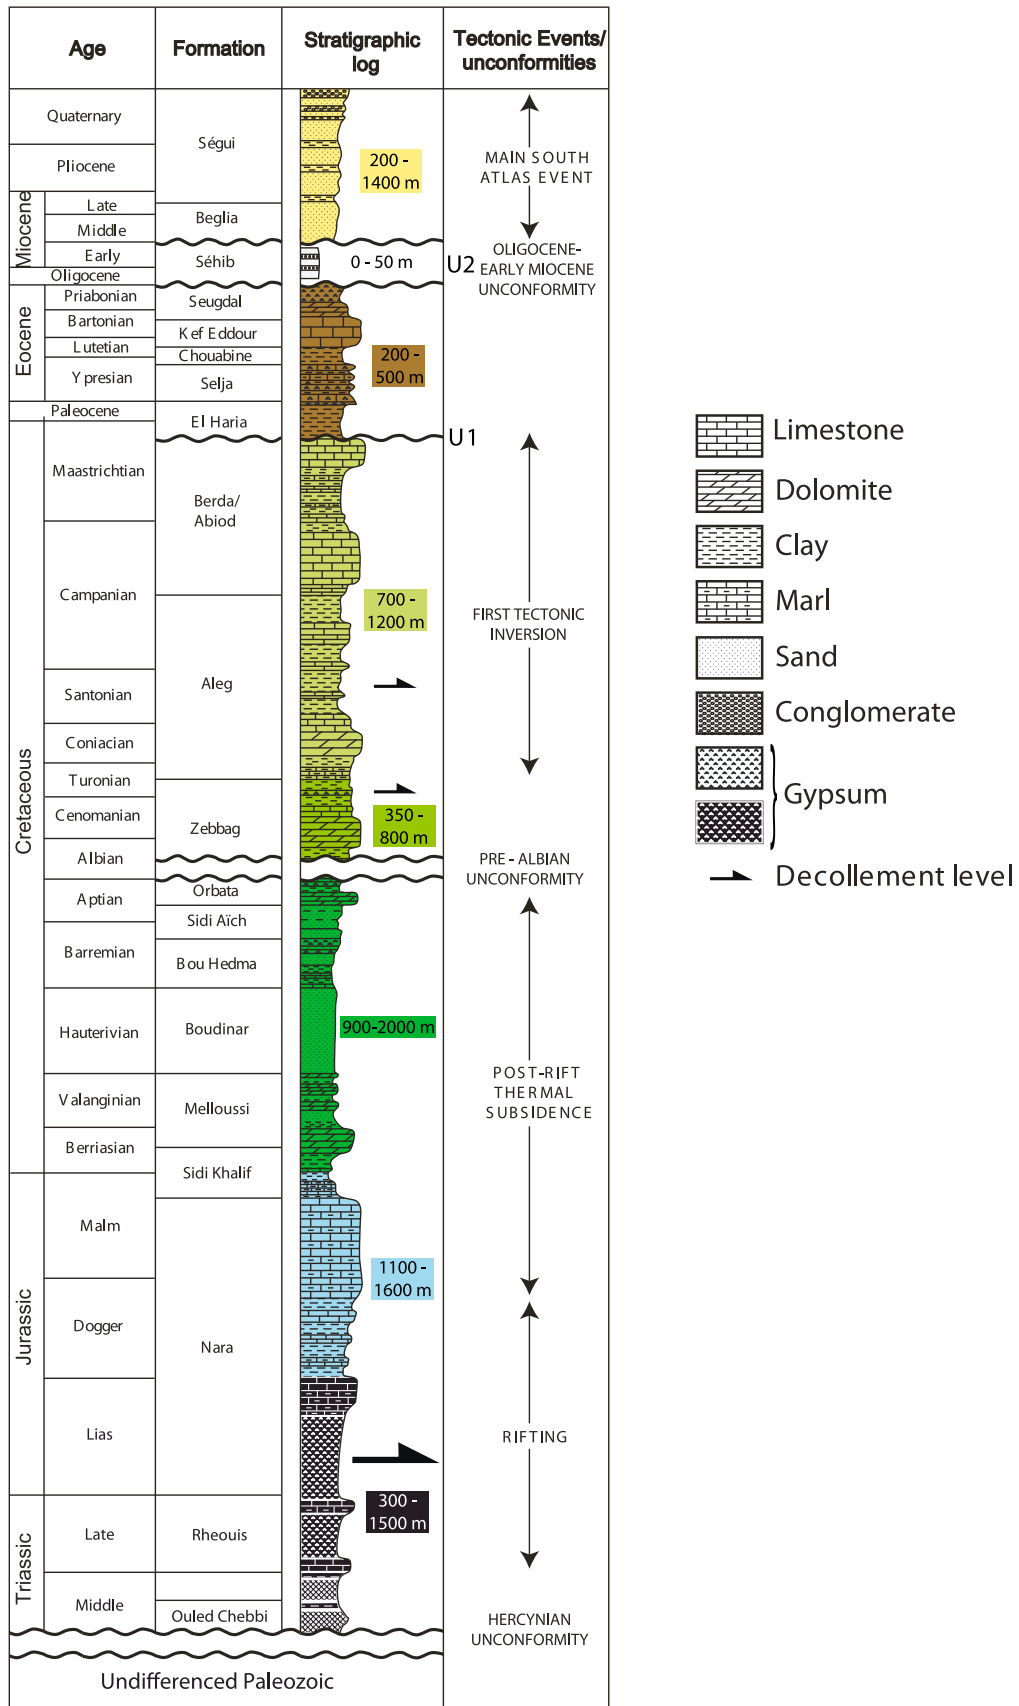 Age
Formation
Stratigraphic
log
Tectonic Events/
unconformities
Quaternary
Pliocene
Miocene
Late
Middle
Early
Oligocene
Eocene
Priabonian
Bartonian
Lutetian
Ypresian
Paleocene
Cretaceous
Maastrichtian
Campanian
Santonian
Coniacian
Turonian
Cenomanian
Albian
Aptian
Barremian
Hauterivian
Valanginian
Berriasian
Jurassic
Malm
Dogger
Lias
Triassic
Late
Middle
Ségui
Beglia
Séhib
Seugdal
Kef Eddour
Chouabine
Selja
El Haria
Berda/
Abiod
Aleg
Zebbag
Orbata
Sidi Aïch
Bou Hedma
Boudinar
Melloussi
Sidi Khalif
Nara
Rheouis
Ouled Chebbi
200 -
1400 m
0 - 50 m
200 -
500 m
700 -
1200 m
350 -
800 m
900-2000 m
1100 -
1600 m
300 -
1500 m
MAIN SOUTH
ATLAS EVENT
U2
OLIGOCENE-
EARLY MIOCENE
UNCONFORMITY
U1
FIRST TECTONIC
INVERSION
PRE - ALBIAN
UNCONFORMITY
POST-RIFT
THERMAL
SUBSIDENCE
RIFTING
HERCYNIAN
UNCONFORMITY
Undifferenced Paleozoic
Limestone
Dolomite
Clay
Marl
Sand
Conglomerate
Gypsum
Decollement level